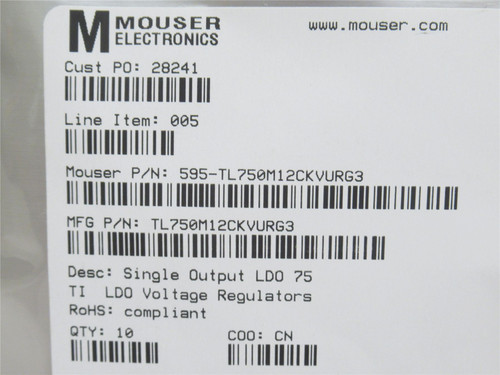 M MOUSER
ELECTRONICS
www.mouser.com
Cust PO: 28241
Line Item: 005
Mouser P/N: 595-TL750M12CKVURG3
MFG P/N: TL750M12CKVURG3
Desc: Single Output LDO 75
TI LDO Voltage Regulators
RoHS: compliant
QTY: 10 COO: CN